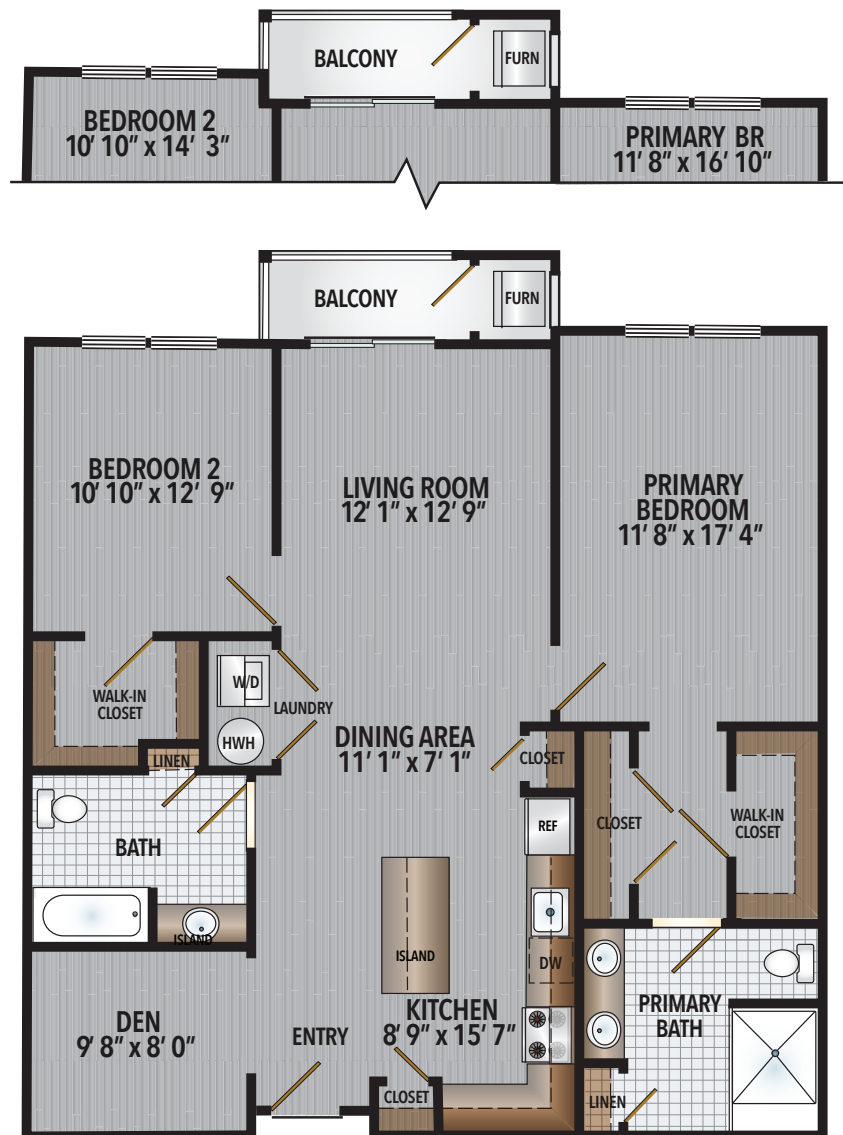 BALCONY
FURN
BEDROOM 2
10' 10" x 14' 3"
PRIMARY BR
11' 8" x 16' 10"
BALCONY
FURN
BEDROOM 2
10' 10" x 12' 9"
LIVING ROOM
12' 1" x 12' 9"
PRIMARY
BEDROOM
11' 8" x 17' 4"
WALK-IN
CLOSET
W/D
LAUNDRY
HWH
DINING AREA
11' 1" x 7' 1"
LINEN
CLOSET
REF
CLOSET
WALK-IN
CLOSET
BATH
ISLAND
ISLAND
DW
DEN
9' 8" x 8' 0"
ENTRY
KITCHEN
8' 9" x 15' 7"
PRIMARY
BATH
CLOSET
LINEN